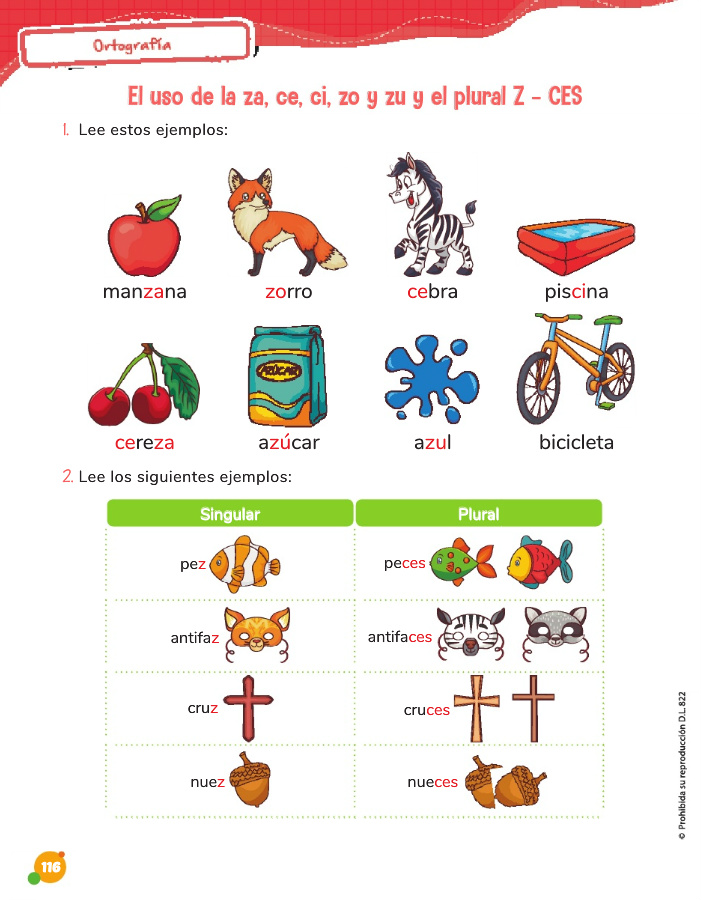 Ortografía
El uso de la za, ce, ci, zo y zu y el plural Z - CES
1. Lee estos ejemplos:
manzana zorro cebra piscina
AZÚCAR
cereza azúcar azul bicicleta
2. Lee los siguientes ejemplos:
Singular Plural
pez peces
antifaz antifaces
cruz cruces
nuez nueces
© Prohibida su reproducción D.L. 822
116